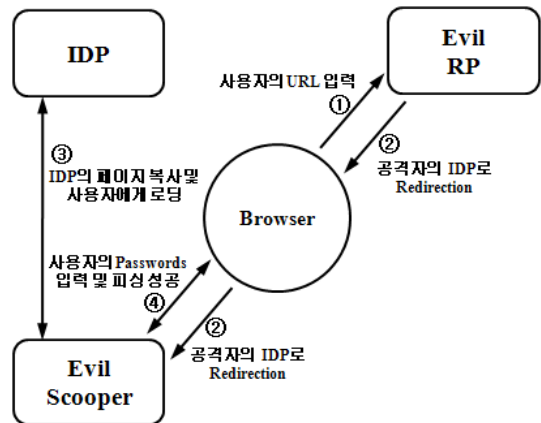 IDP
Evil
RP
사용자의 URL 입력
①
②
공격자의 IDP로
Redirection
③
IDP의 페이지 복사 및
사용자에게 로딩
Browser
사용자의 Passwords
입력 및 피싱 성공
④
②
공격자의 IDP로
Redirection
Evil
Scooper